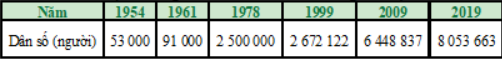 Năm 1954 1961 1978 1999 2009 2019
Dân số (người) 53 000 91 000 2 500 000 2 672 122 6 448 837 8 053 663